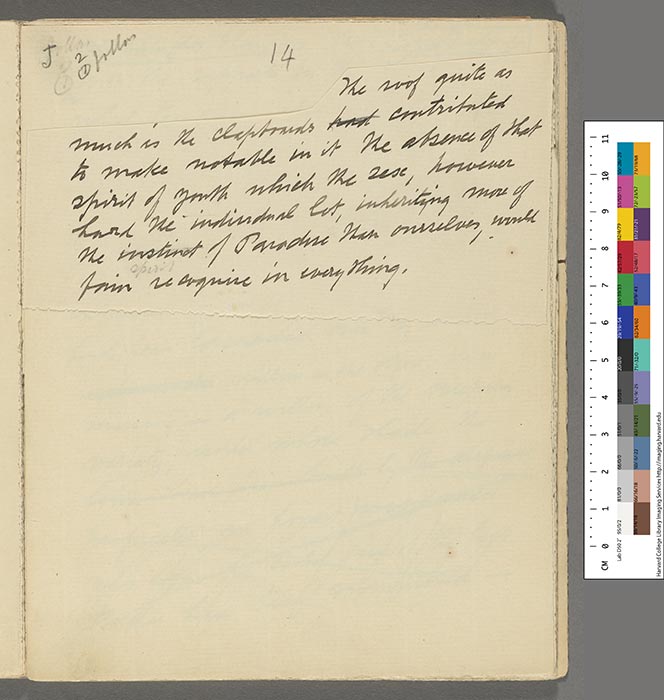 J
2
follow
14
The roof quite as
much as the clapboards had contributed
to make notable in it the absence of that
spirit of youth which the sex, however
hard the individual lot, inheriting more of
the instinct of Paradise than ourselves, would
spirit
fain recognise in everything.
CM 0 1 2 3 4 5 6 7 8 9 10 11
Harvard College Library Imaging Services http://imaging.harvard.edu